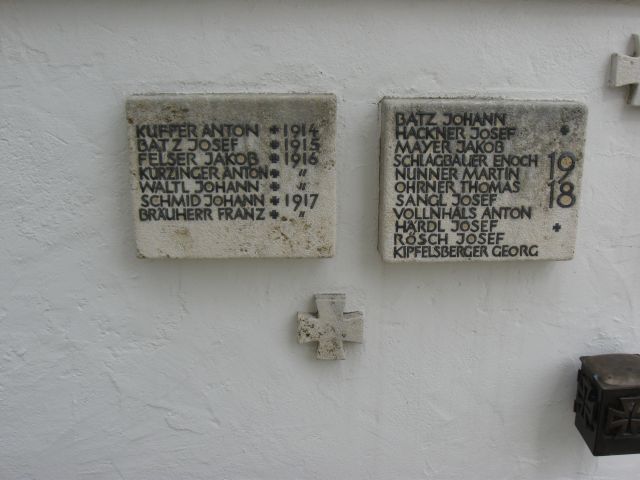 KUFFER ANTON 1914
BATZ JOSEF 1915
FELSER JAKOB 1916
KÜRZINGER ANTON "
WALTL JOHANN "
SCHMID JOHANN 1917
BRÄUHERR FRANZ "
BATZ JOHANN
HACKNER JOSEF
MAYER JAKOB
SCHLAGBAUER ENOCH
NUNNER MARTIN
OHRNER THOMAS
SANGL JOSEF
VOLLNHALS ANTON
HÄRDL JOSEF
RÖSCH JOSEF
KIPFELSBERGER GEORG
19
18